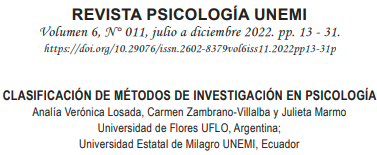 REVISTA PSICOLOGÍA UNEMI
Volumen 6, N° 011, julio a diciembre 2022. pp. 13 - 31.
https://doi.org/10.29076/issn.2602-8379vol6iss11.2022pp13-31p
CLASIFICACIÓN DE MÉTODOS DE INVESTIGACIÓN EN PSICOLOGÍA
Analía Verónica Losada, Carmen Zambrano-Villalba y Julieta Marmo
Universidad de Flores UFLO, Argentina;
Universidad Estatal de Milagro UNEMI, Ecuador